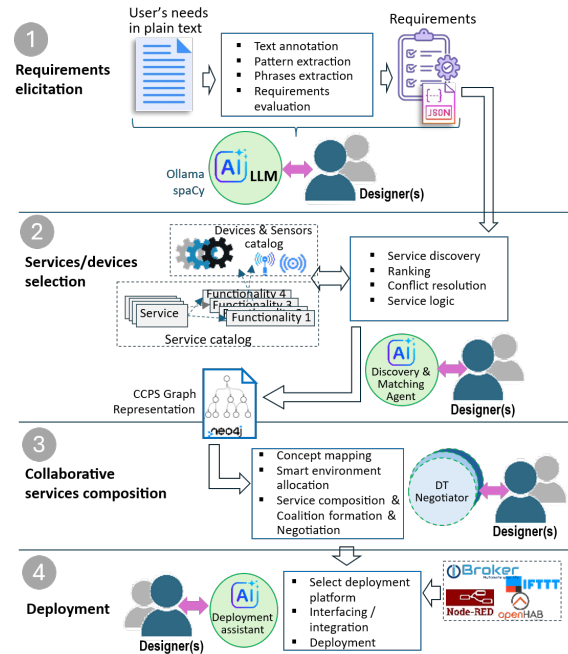 1
Requirements
elicitation
User's needs
in plain text
▪ Text annotation
▪ Pattern extraction
▪ Phrases extraction
▪ Requirements
evaluation
Requirements
{··}
JSON
Ollama
spaCy
AI
LLM
Designer(s)
2
Services/devices
selection
Devices & Sensors
catalog
Functionality 4
Functionality 3
Functionality 1
Service
Service catalog
▪ Service discovery
▪ Ranking
▪ Conflict resolution
▪ Service logic
CCPS Graph
Representation
neo4j
AI
Discovery &
Matching
Agent
Designer(s)
3
Collaborative
services composition
▪ Concept mapping
▪ Smart environment
allocation
▪ Service composition &
Coalition formation &
Negotiation
DT
Negotiator
Designer(s)
4
Deployment
Designer(s)
AI
Deployment
assistant
▪ Select deployment
platform
▪ Interfacing /
integration
▪ Deployment
ioBroker
IFTTT
Node-RED
openHAB